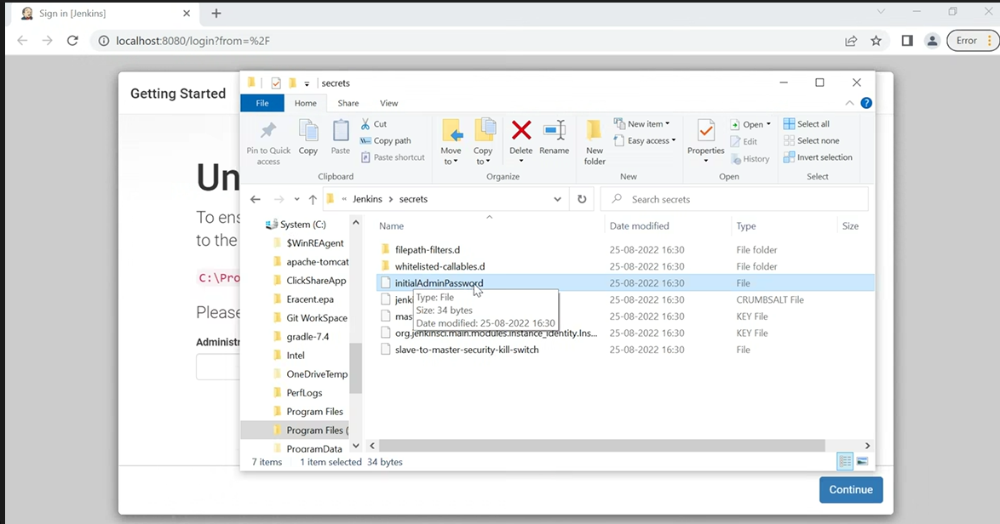 Sign in [Jenkins]
localhost:8080/login?from=%2F
Error
Getting Started
secrets
File Home Share View
Pin to Quick access
Copy
Paste
Cut
Copy path
Paste shortcut
Clipboard
Move to
Copy to
Delete
Rename
Organize
New folder
New item
Easy access
New
Properties
Open
Edit
History
Open
Select all
Select none
Invert selection
Select
« Jenkins > secrets
Search secrets
Un
To ens
to the
C:\Pro
Please
Administr
System (C:)
$WinREAgent
apache-tomcat
ClickShareApp
Eracent.epa
Git WorkSpace
gradle-7.4
Intel
OneDriveTemp
PerfLogs
Program Files
Program Files (
ProgramData
Name Date modified Type Size
filepath-filters.d 25-08-2022 16:30 File folder
whitelisted-callables.d 25-08-2022 16:30 File folder
initialAdminPassword 25-08-2022 16:30 File
jenki 25-08-2022 16:30 CRUMBSALT File
mas 25-08-2022 16:30 KEY File
org.jenkinsci.main.modules.instance_identity.Ins... 25-08-2022 16:30 KEY File
slave-to-master-security-kill-switch 25-08-2022 16:30 File
Type: File
Size: 34 bytes
Date modified: 25-08-2022 16:30
7 items 1 item selected 34 bytes
Continue